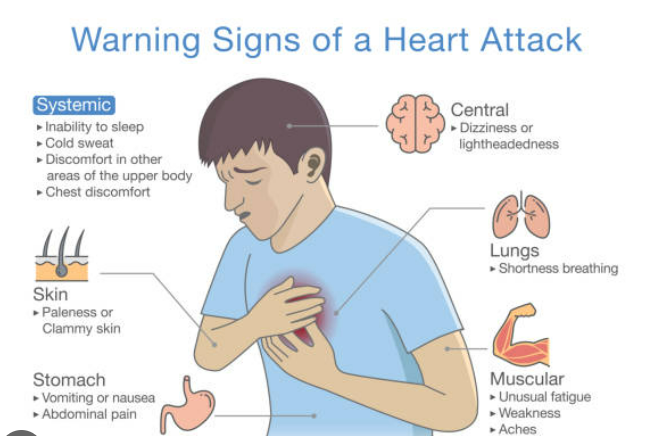 Warning Signs of a Heart Attack
Systemic
▸ Inability to sleep
▸ Cold sweat
▸ Discomfort in other
areas of the upper body
▸ Chest discomfort
Central
▸ Dizziness or
lightheadedness
Lungs
▸ Shortness breathing
Skin
▸ Paleness or
Clammy skin
Stomach
▸ Vomiting or nausea
▸ Abdominal pain
Muscular
▸ Unusual fatigue
▸ Weakness
▸ Aches